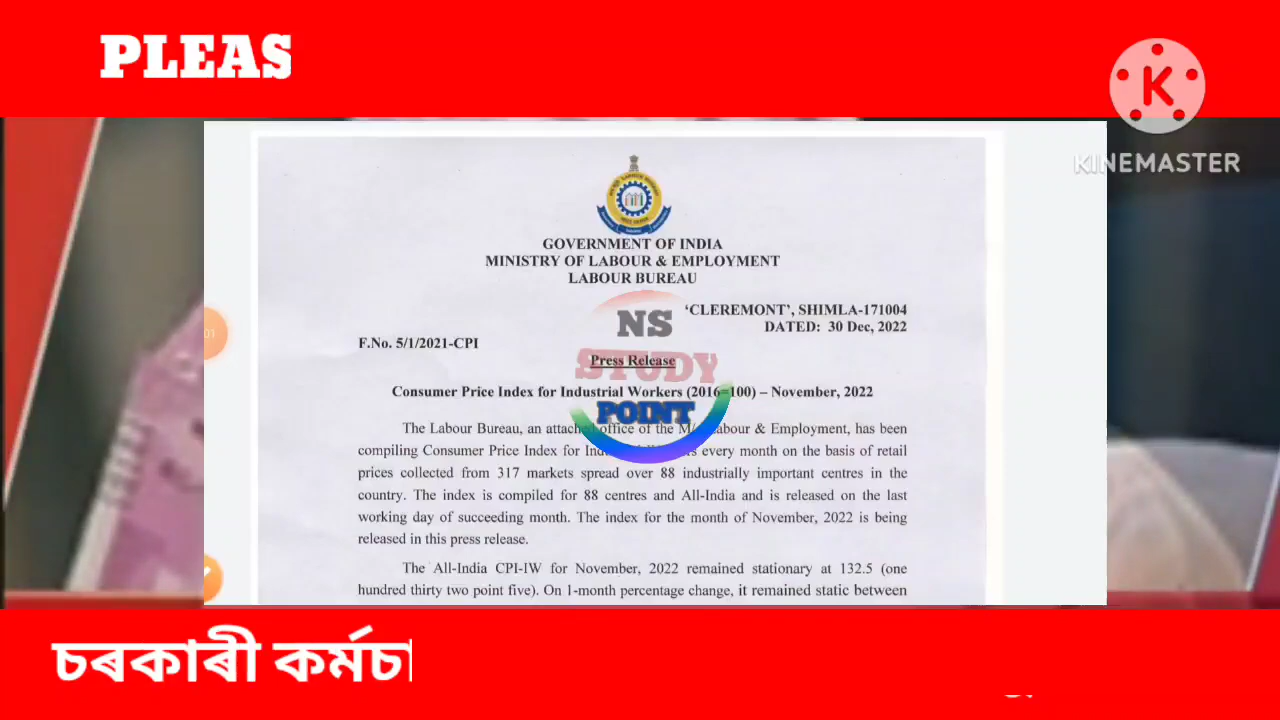 PLEAS
KINEMASTER
GOVERNMENT OF INDIA
MINISTRY OF LABOUR & EMPLOYMENT
LABOUR BUREAU
'CLEREMONT', SHIMLA-171004
DATED: 30 Dec, 2022
F.No. 5/1/2021-CPI
NS
STUDY
POINT
Press Release
Consumer Price Index for Industrial Workers (2016=100) – November, 2022
The Labour Bureau, an attached office of the Labour & Employment, has been
compiling Consumer Price Index for every month on the basis of retail
prices collected from 317 markets spread over 88 industrially important centres in the
country. The index is compiled for 88 centres and All-India and is released on the last
working day of succeeding month. The index for the month of November, 2022 is being
released in this press release.
The All-India CPI-IW for November, 2022 remained stationary at 132.5 (one
hundred thirty two point five). On 1-month percentage change, it remained static between
চৰকাৰী কৰ্মচা